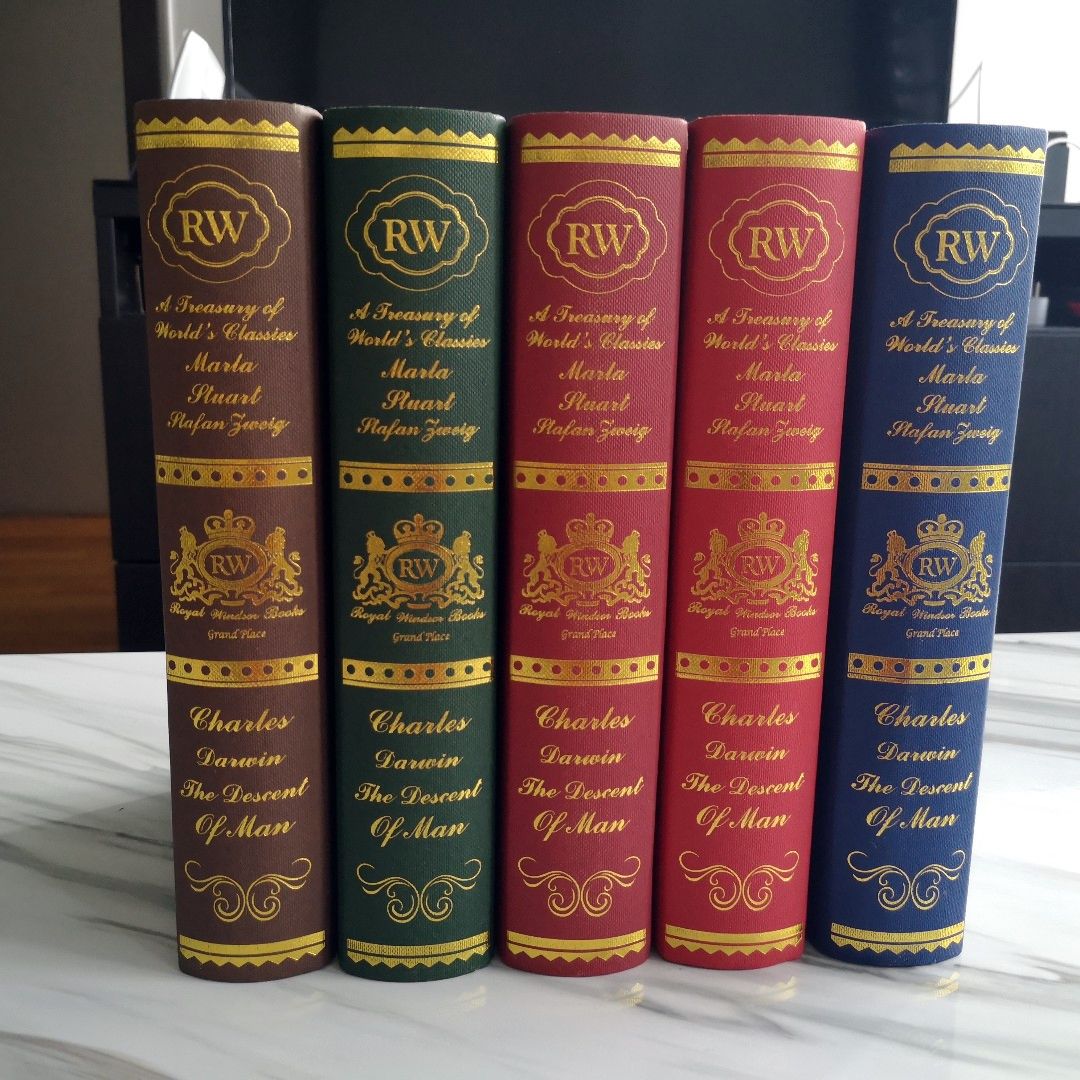 RW
A Treasury of
World's Classies
Marla
Stuart
Stafan Zweig
RW
Royal Windsor Books
Grand Place
Charles
Darwin
The Descent
Of Man
RW
A Treasury of
World's Classies
Marla
Stuart
Stafan Zweig
RW
Royal Windsor Books
Grand Place
Charles
Darwin
The Descent
Of Man
RW
A Treasury of
World's Classies
Marla
Stuart
Stafan Zweig
RW
Royal Windsor Books
Grand Place
Charles
Darwin
The Descent
Of Man
RW
A Treasury of
World's Classies
Marla
Stuart
Stafan Zweig
RW
Royal Windsor Books
Grand Place
Charles
Darwin
The Descent
Of Man
RW
A Treasury of
World's Classies
Marla
Stuart
Stafan Zweig
RW
Royal Windsor Books
Grand Place
Charles
Darwin
The Descent
Of Man